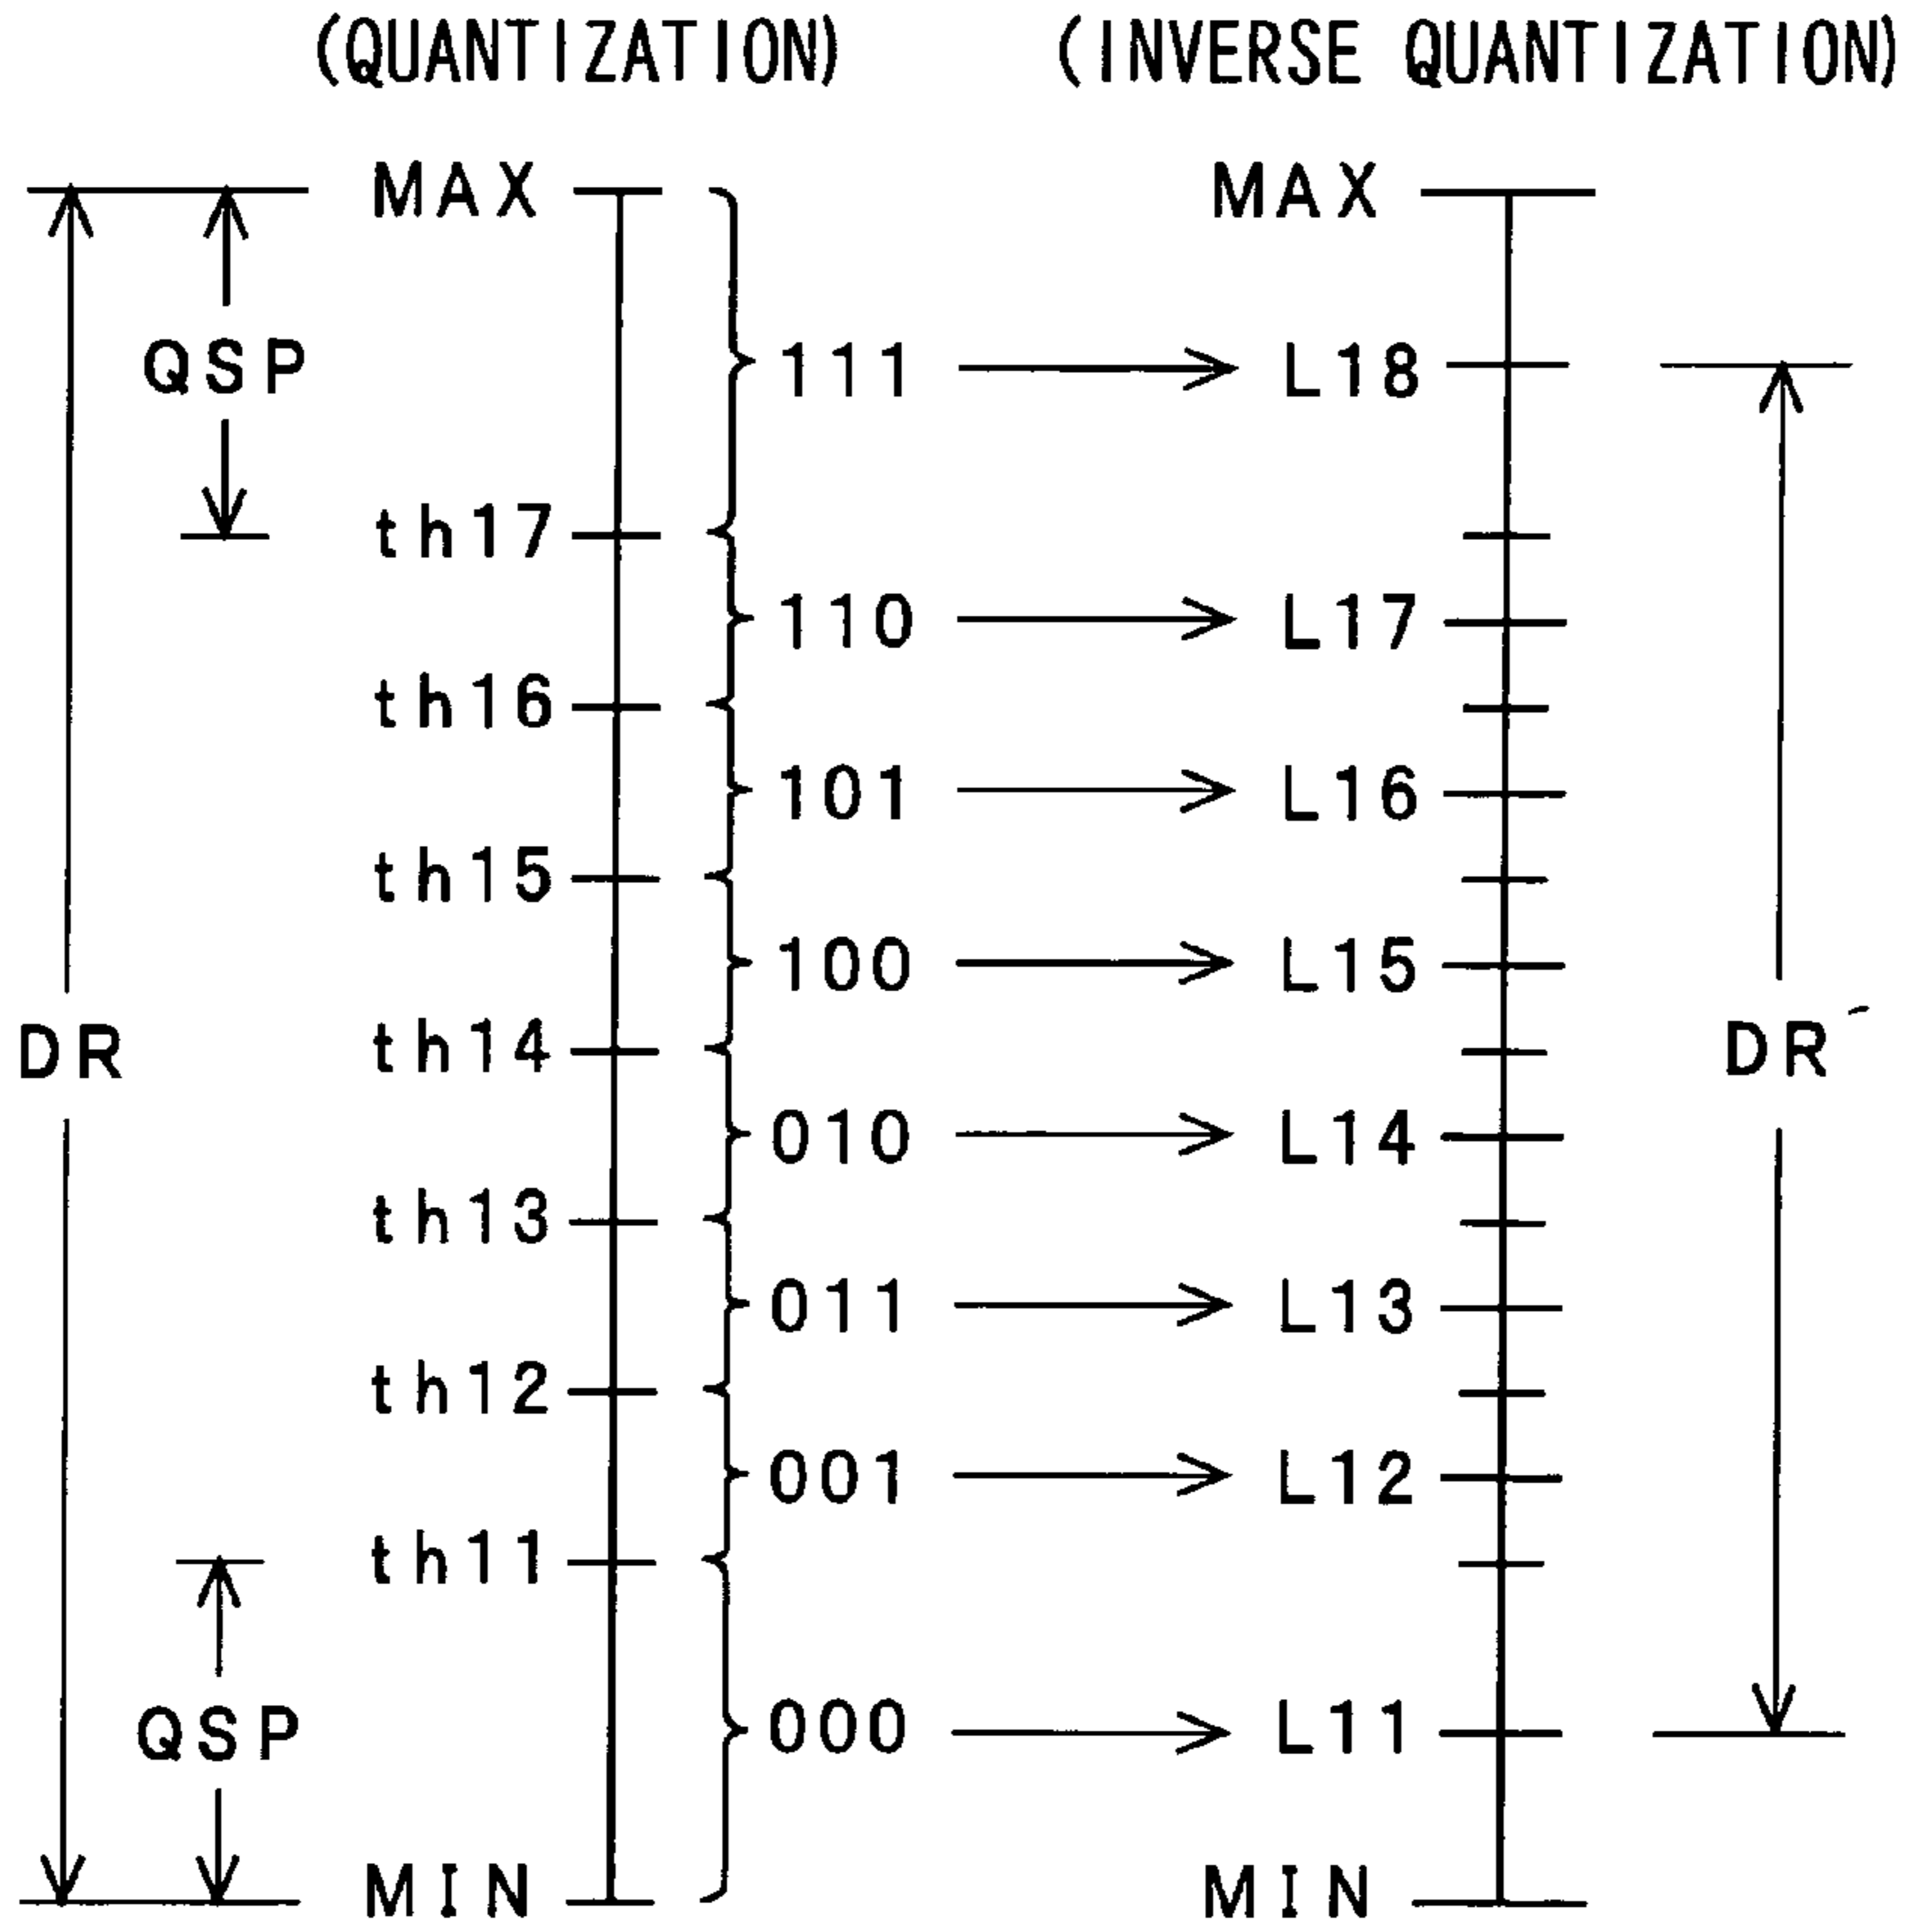 (QUANTIZATION) (INVERSE QUANTIZATION)
MAX MAX
QSP 111 L18
th17
110 L17
th16
101 L16
th15
100 L15
DR th14 DR´
010 L14
th13
011 L13
th12
001 L12
th11
QSP 000 L11
MIN MIN